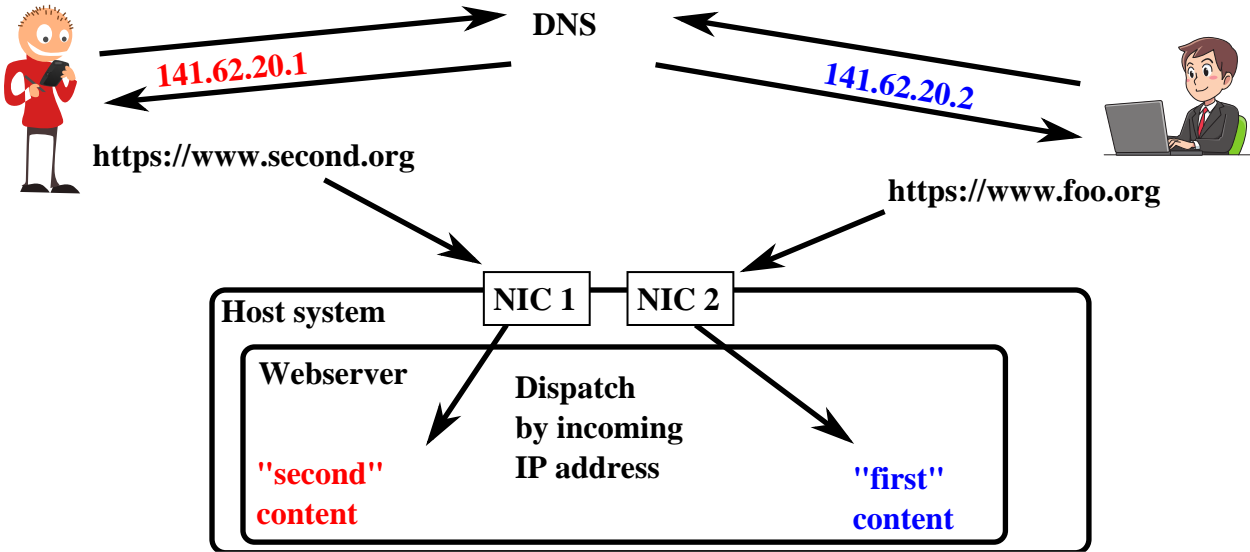 DNS
141.62.20.1
141.62.20.2
https://www.second.org
https://www.foo.org
NIC 1
NIC 2
Host system
Webserver
Dispatch
by incoming
IP address
"second"
content
"first"
content